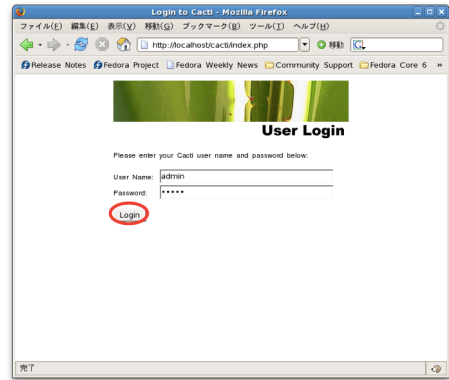 Login to Cacti - Mozilla Firefox
ファイル(F) 編集(E) 表示(V) 移動(G) ブックマーク(B) ツール(T) ヘルプ(H)
http://localhost/cacti/index.php 移動
Release Notes Fedora Project Fedora Weekly News Community Support Fedora Core 6 »
User Login
Please enter your Cacti user name and password below:
User Name: admin
Password: •••••
Login
完了